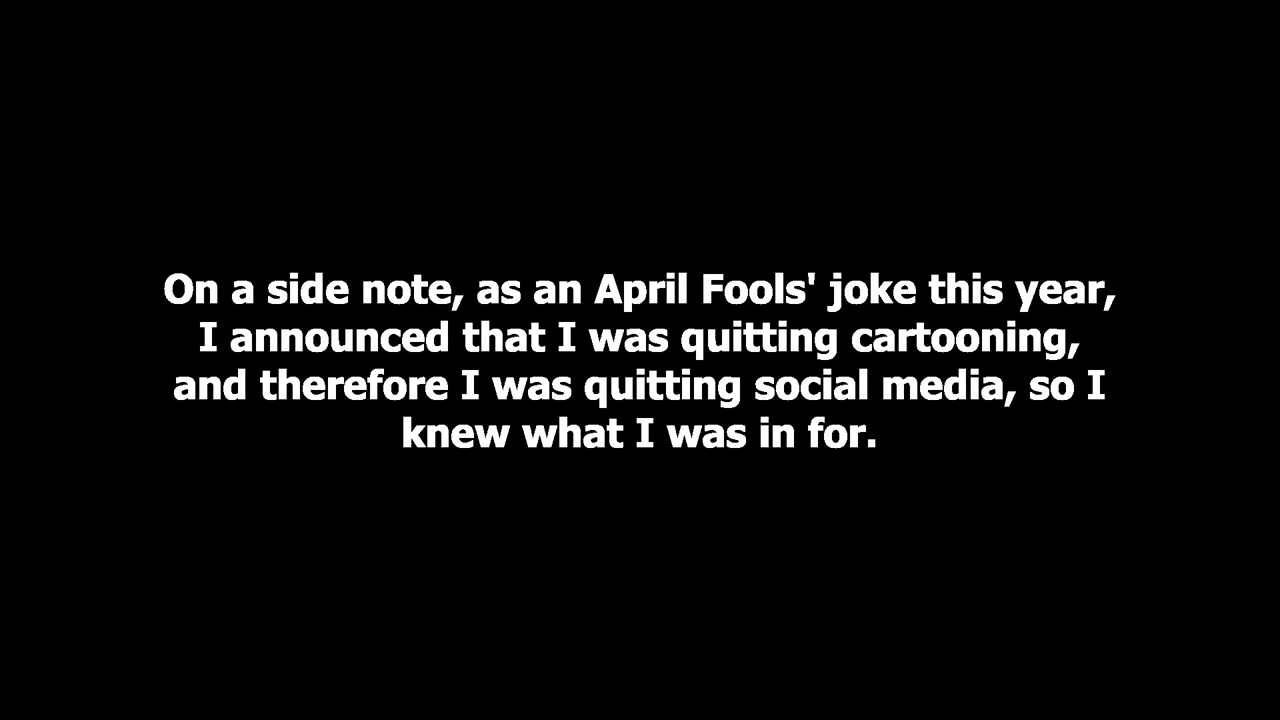 On a side note, as an April Fools' joke this year,
I announced that I was quitting cartooning,
and therefore I was quitting social media, so I
knew what I was in for.